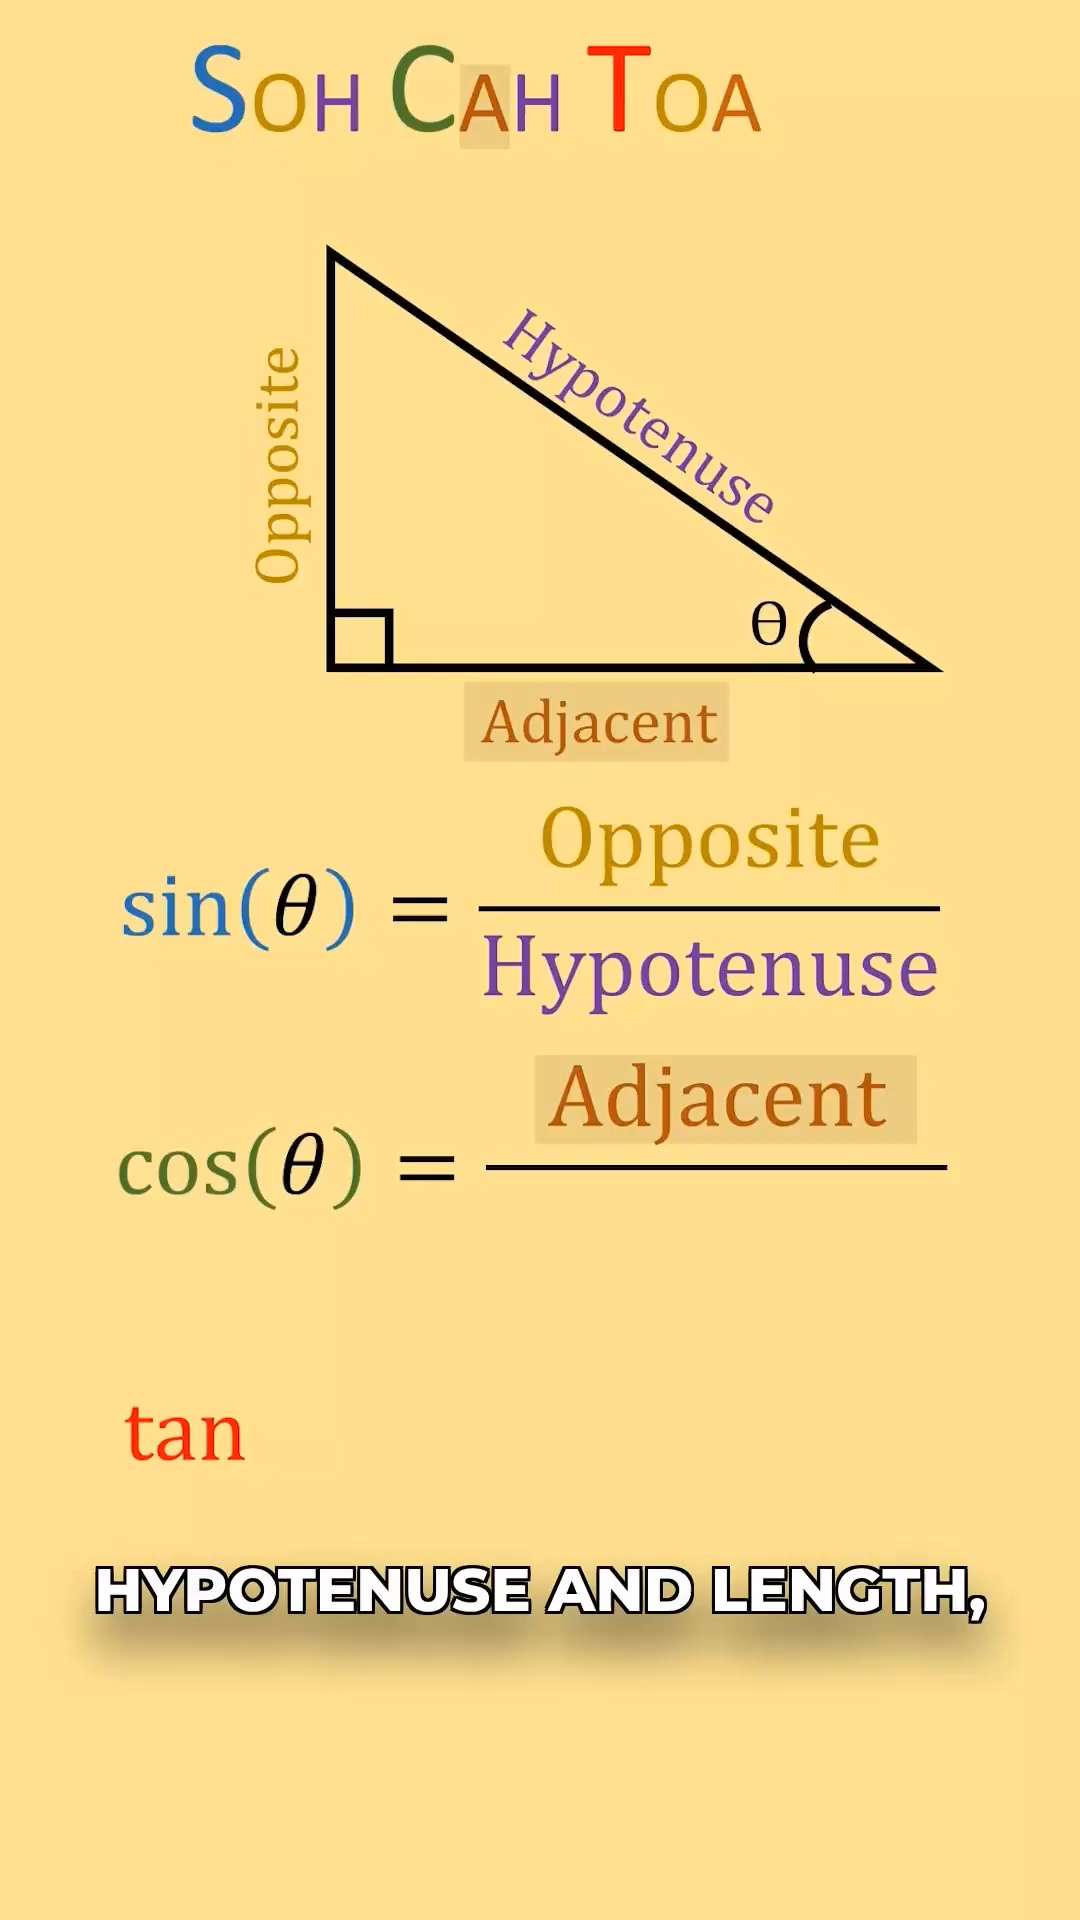 SOH CAH TOA
Opposite
Hypotenuse
θ
Adjacent
sin(θ) = Opposite
Hypotenuse
cos(θ) = Adjacent
tan
HYPOTENUSE AND LENGTH,